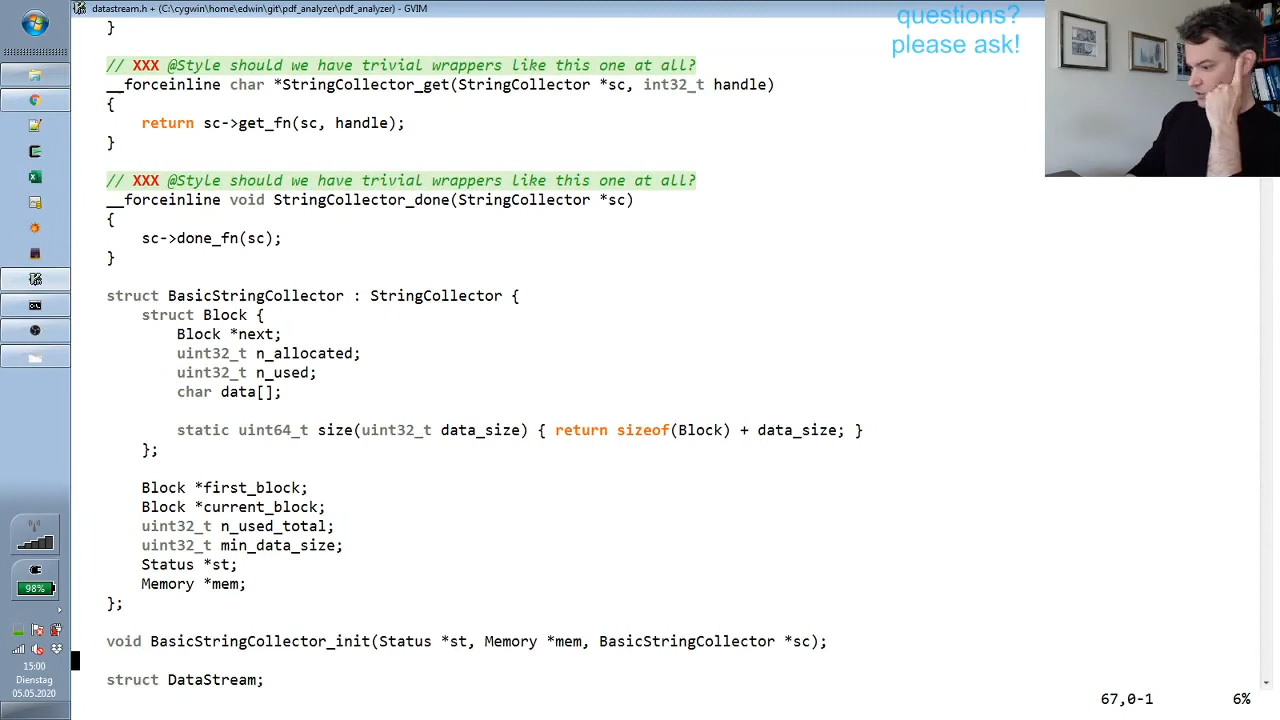 datastream.h + (C:\cygwin\home\edwin\git\pdf_analyzer\pdf_analyzer) - GVIM
questions?
please ask!
}
// XXX @Style should we have trivial wrappers like this one at all?
__forceinline char *StringCollector_get(StringCollector *sc, int32_t handle)
{
return sc->get_fn(sc, handle);
}
// XXX @Style should we have trivial wrappers like this one at all?
__forceinline void StringCollector_done(StringCollector *sc)
{
sc->done_fn(sc);
}
struct BasicStringCollector : StringCollector {
struct Block {
Block *next;
uint32_t n_allocated;
uint32_t n_used;
char data[];
static uint64_t size(uint32_t data_size) { return sizeof(Block) + data_size; }
};
Block *first_block;
Block *current_block;
uint32_t n_used_total;
uint32_t min_data_size;
Status *st;
Memory *mem;
};
void BasicStringCollector_init(Status *st, Memory *mem, BasicStringCollector *sc);
struct DataStream;
67,0-1
6%
98%
15:00
Dienstag
05.05.2020